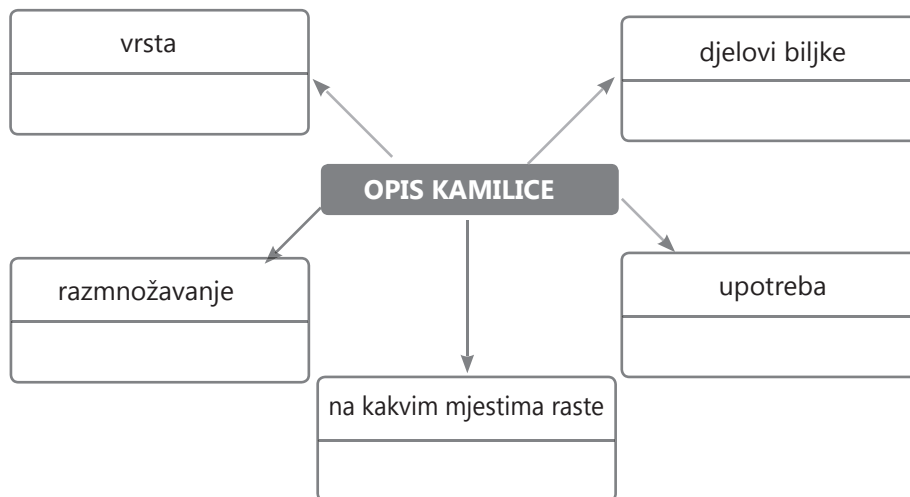 vrsta
djelovi biljke
OPIS KAMILICE
razmnožavanje
upotreba
na kakvim mjestima raste